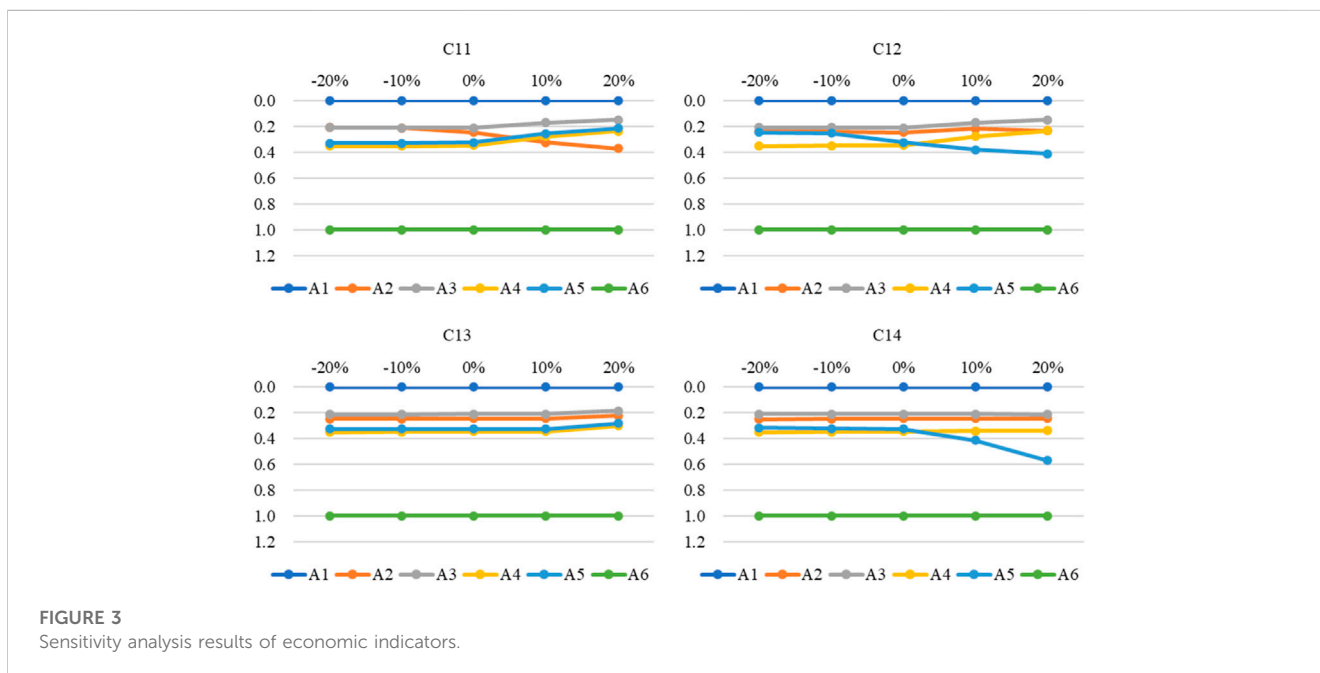 C11
-20% -10% 0% 10% 20%
0.0
0.2
0.4
0.6
0.8
1.0
1.2
A1 A2 A3 A4 A5 A6
C12
-20% -10% 0% 10% 20%
0.0
0.2
0.4
0.6
0.8
1.0
1.2
A1 A2 A3 A4 A5 A6
C13
-20% -10% 0% 10% 20%
0.0
0.2
0.4
0.6
0.8
1.0
1.2
A1 A2 A3 A4 A5 A6
C14
-20% -10% 0% 10% 20%
0.0
0.2
0.4
0.6
0.8
1.0
1.2
A1 A2 A3 A4 A5 A6
FIGURE 3
Sensitivity analysis results of economic indicators.